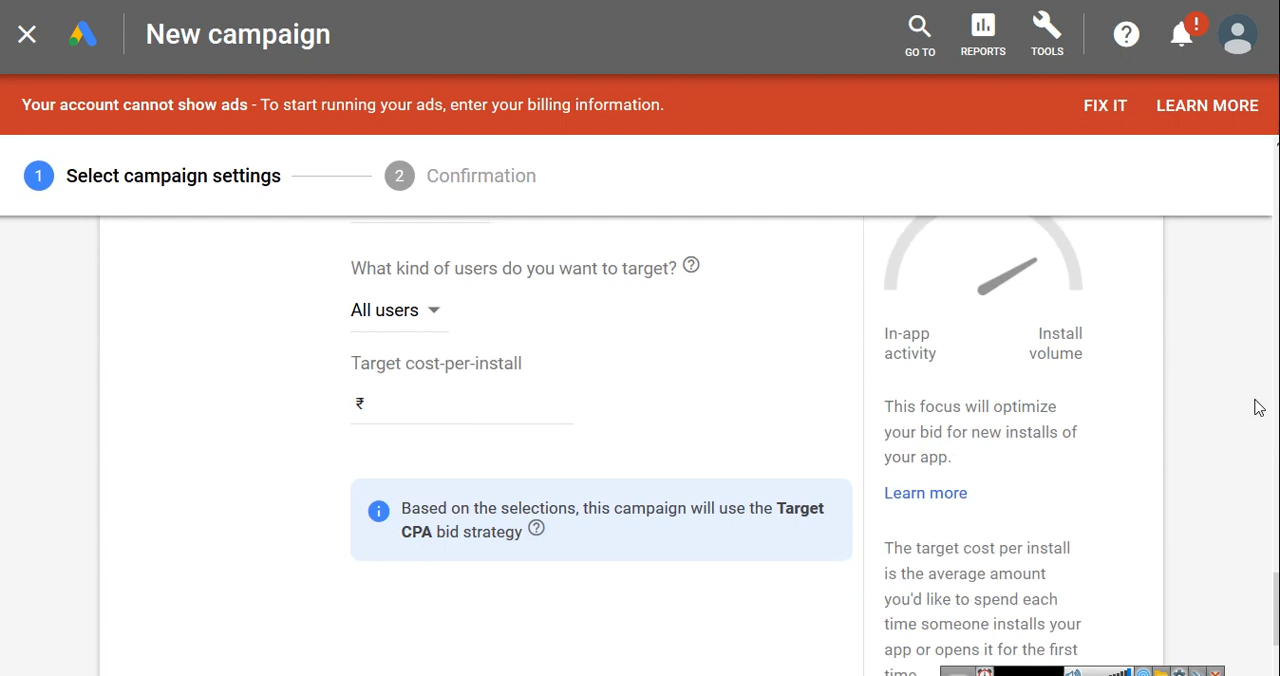 New campaign
GO TO
REPORTS
TOOLS
!
Your account cannot show ads - To start running your ads, enter your billing information.
FIX IT
LEARN MORE
1 Select campaign settings
2 Confirmation
What kind of users do you want to target?
All users
Target cost-per-install
₹
Based on the selections, this campaign will use the Target
CPA bid strategy
In-app
activity
Install
volume
This focus will optimize
your bid for new installs of
your app.
Learn more
The target cost per install
is the average amount
you'd like to spend each
time someone installs your
app or opens it for the first
time